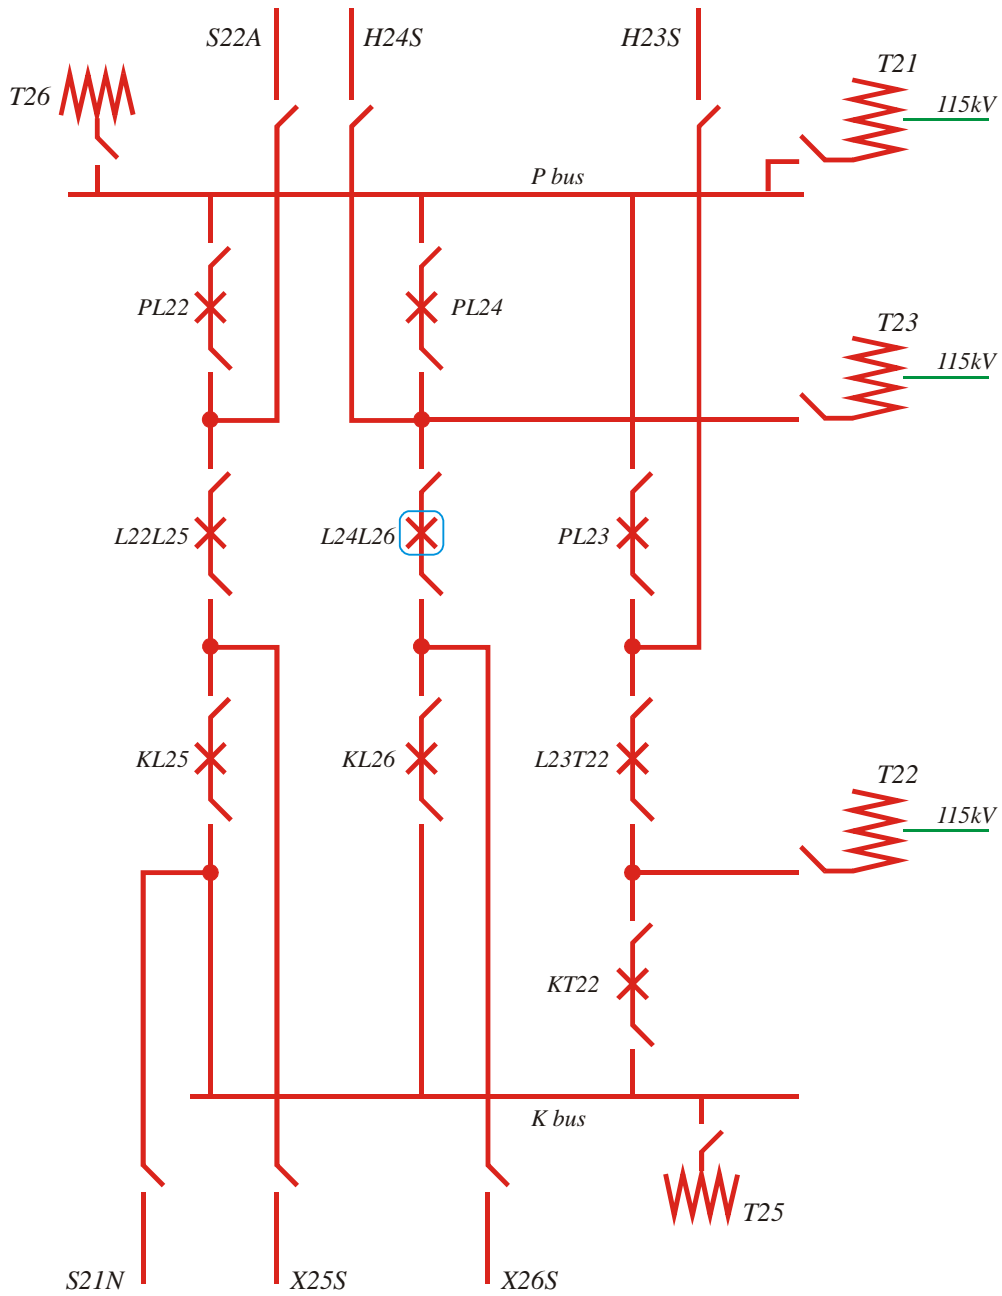 S22A
H24S
H23S
T21
T26
115kV
P bus
PL22
PL24
T23
115kV
L22L25
L24L26
PL23
KL25
KL26
L23T22
T22
115kV
KT22
K bus
T25
S21N
X25S
X26S